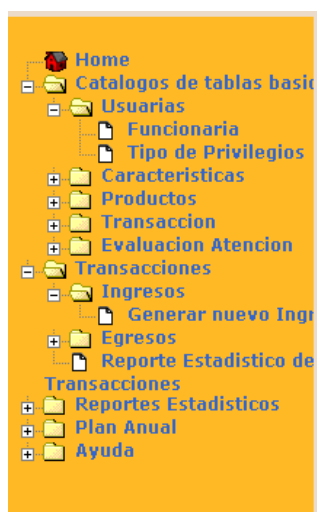 Home
Catalogos de tablas basic
Usuarias
Funcionaria
Tipo de Privilegios
Caracteristicas
Productos
Transaccion
Evaluacion Atencion
Transacciones
Ingresos
Generar nuevo Ingr
Egresos
Reporte Estadistico de
Transacciones
Reportes Estadisticos
Plan Anual
Ayuda